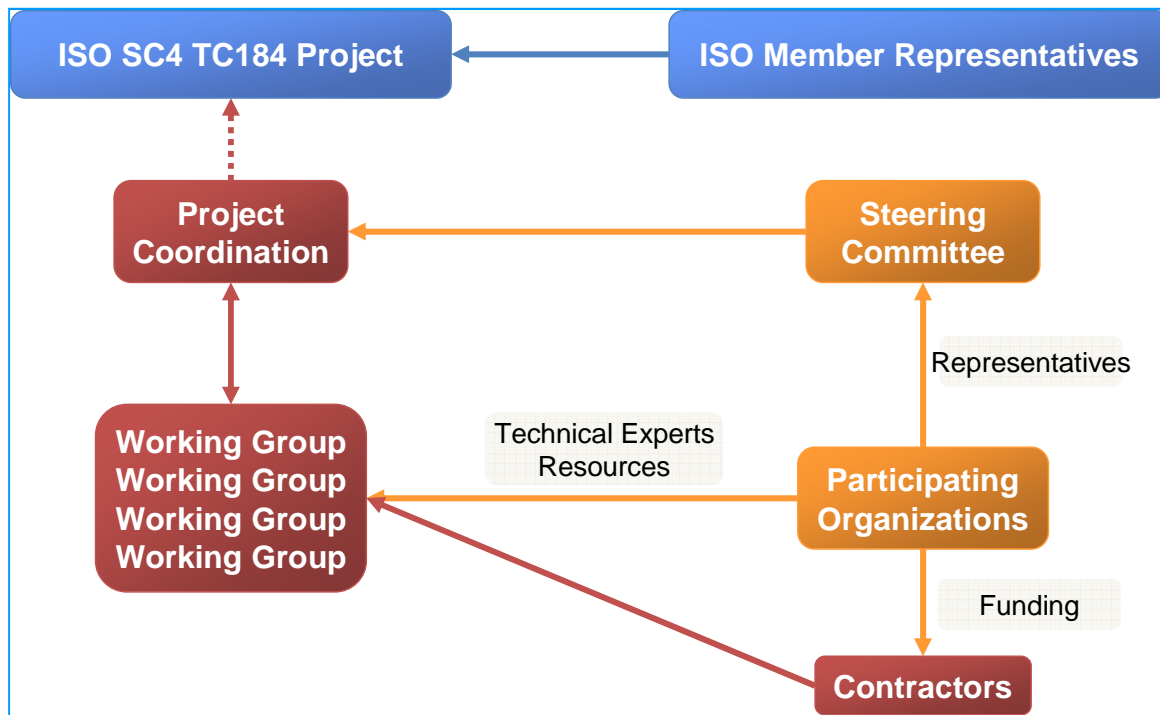 ISO SC4 TC184 Project
ISO Member Representatives
Project
Coordination
Steering
Committee
Representatives
Working Group
Working Group
Working Group
Working Group
Technical Experts
Resources
Participating
Organizations
Funding
Contractors